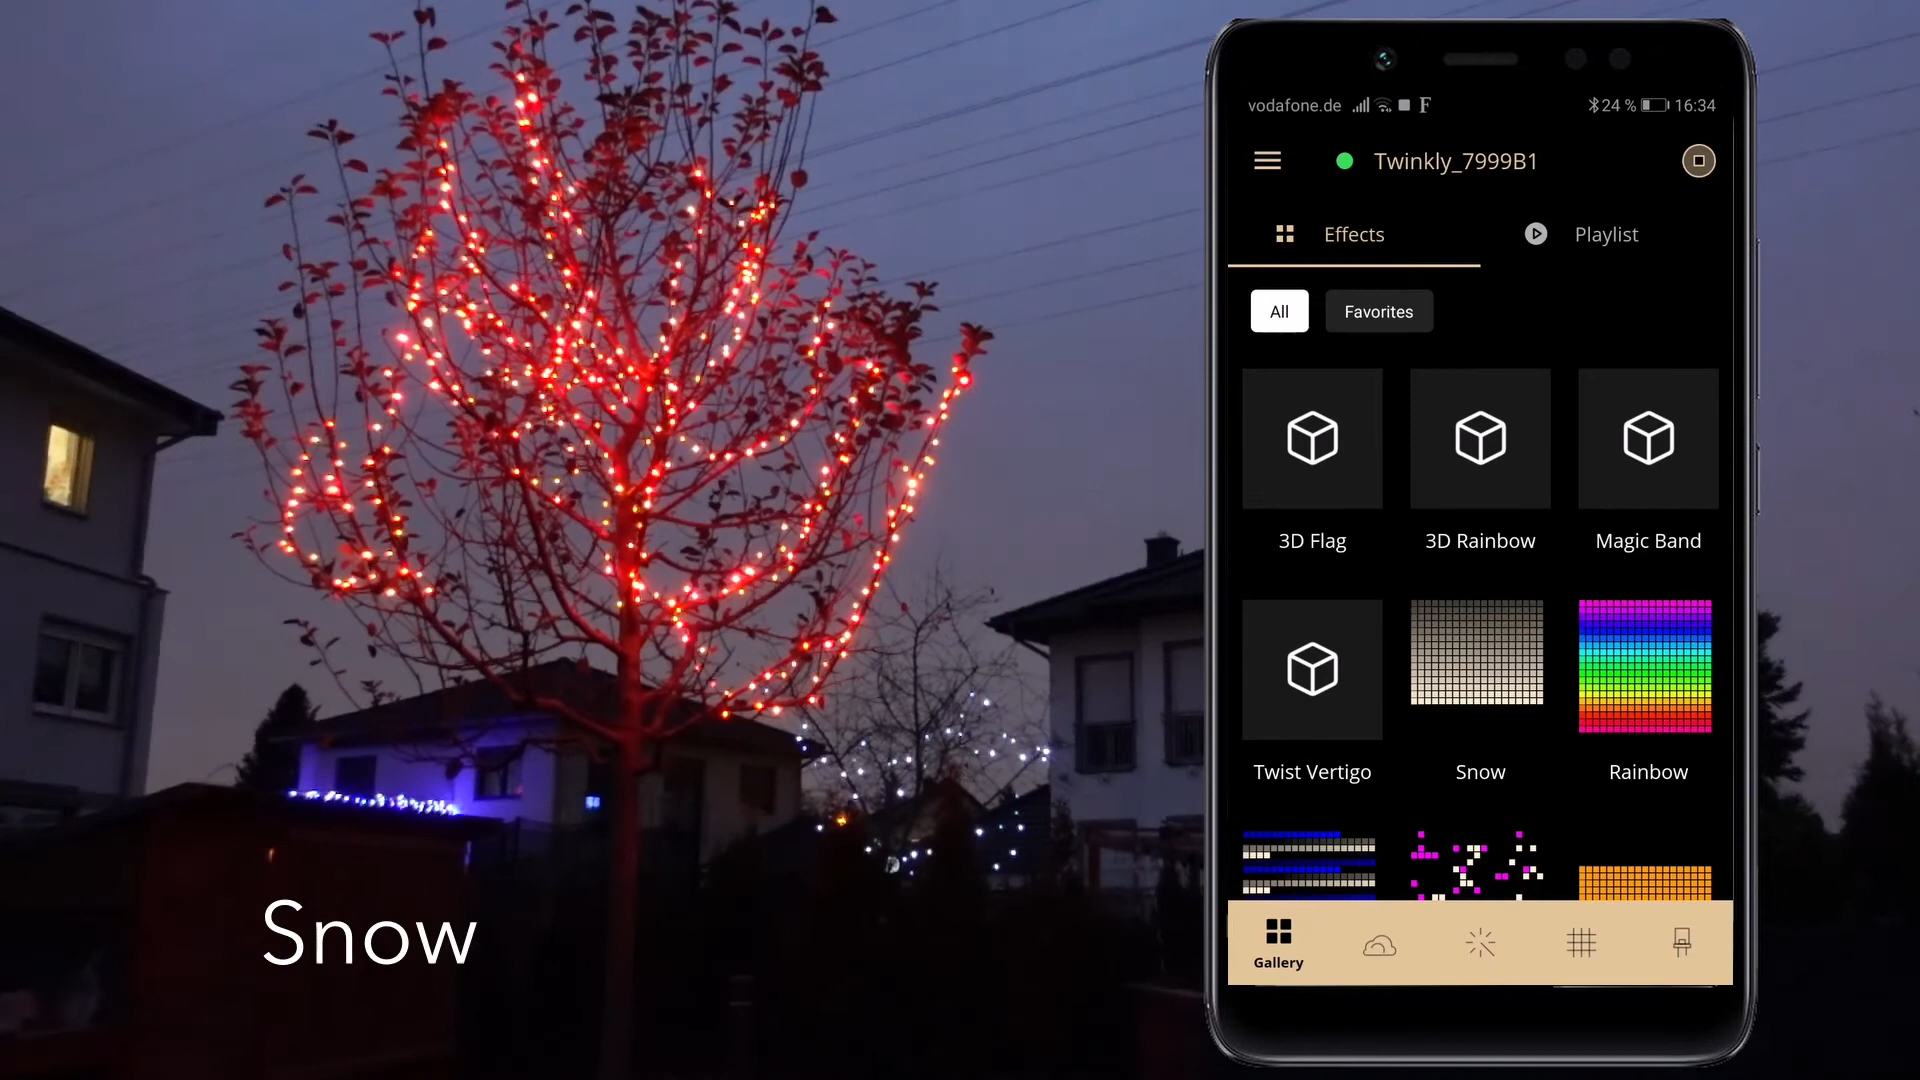 vodafone.de F 24 % 16:34
Twinkly_7999B1
Effects Playlist
All Favorites
3D Flag 3D Rainbow Magic Band
Twist Vertigo Snow Rainbow
Gallery
Snow